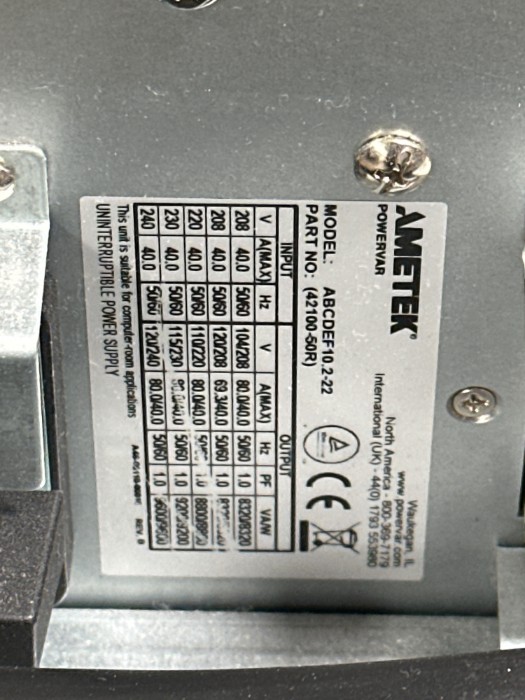 AMETEK
POWERVAR
Waukegan, IL
www.powervar.com
North America - 800-369-7179
International (UK) - 44(0) 1793 553980
MODEL: ABCDEF10.2-22
PART NO: (42100-50R)
INPUT OUTPUT
V A(MAX) Hz V A(MAX) Hz PF VA/W
208 40.0 50/60 104/208 80.0/40.0 50/60 1.0 8320/8320
208 40.0 50/60 120/208 69.3/40.0 50/60 1.0
220 40.0 50/60 110/220 80.0/40.0 1.0
230 40.0 50/60 115/230 50/60 1.0 9200/9200
240 40.0 50/60 120/240 80.0/40.0 50/60 1.0
This unit is suitable for computer-room applications
UNINTERRUPTIBLE POWER SUPPLY